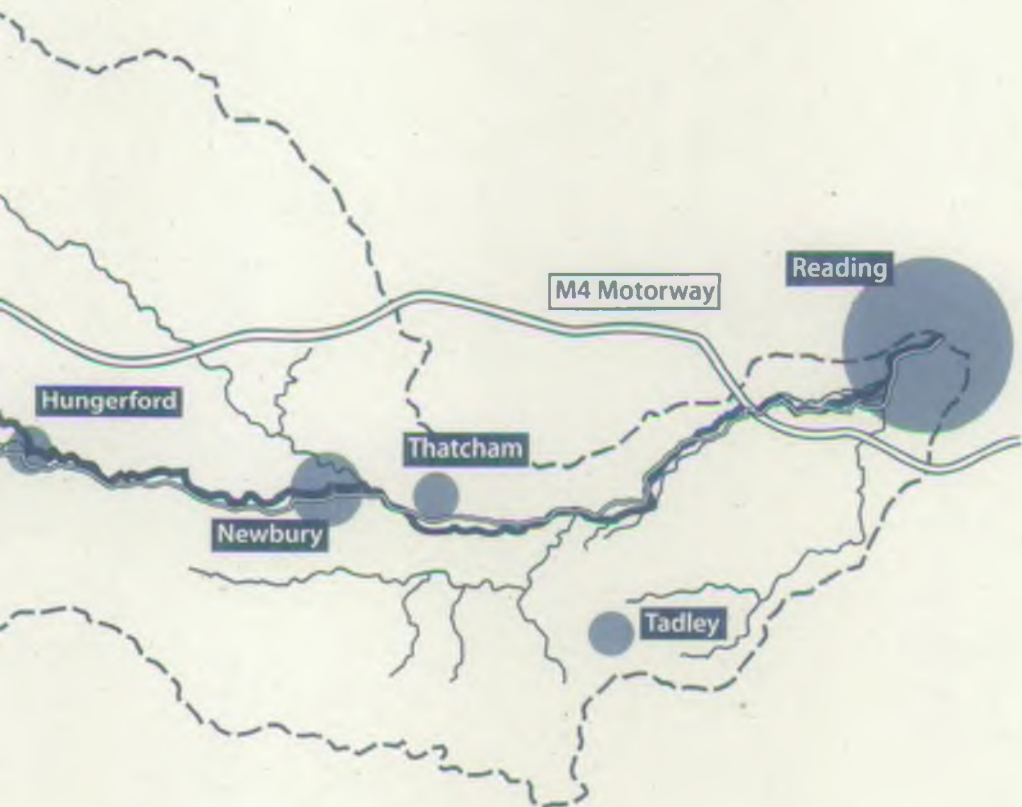 Reading
M4 Motorway
Hungerford
Thatcham
Newbury
Tadley